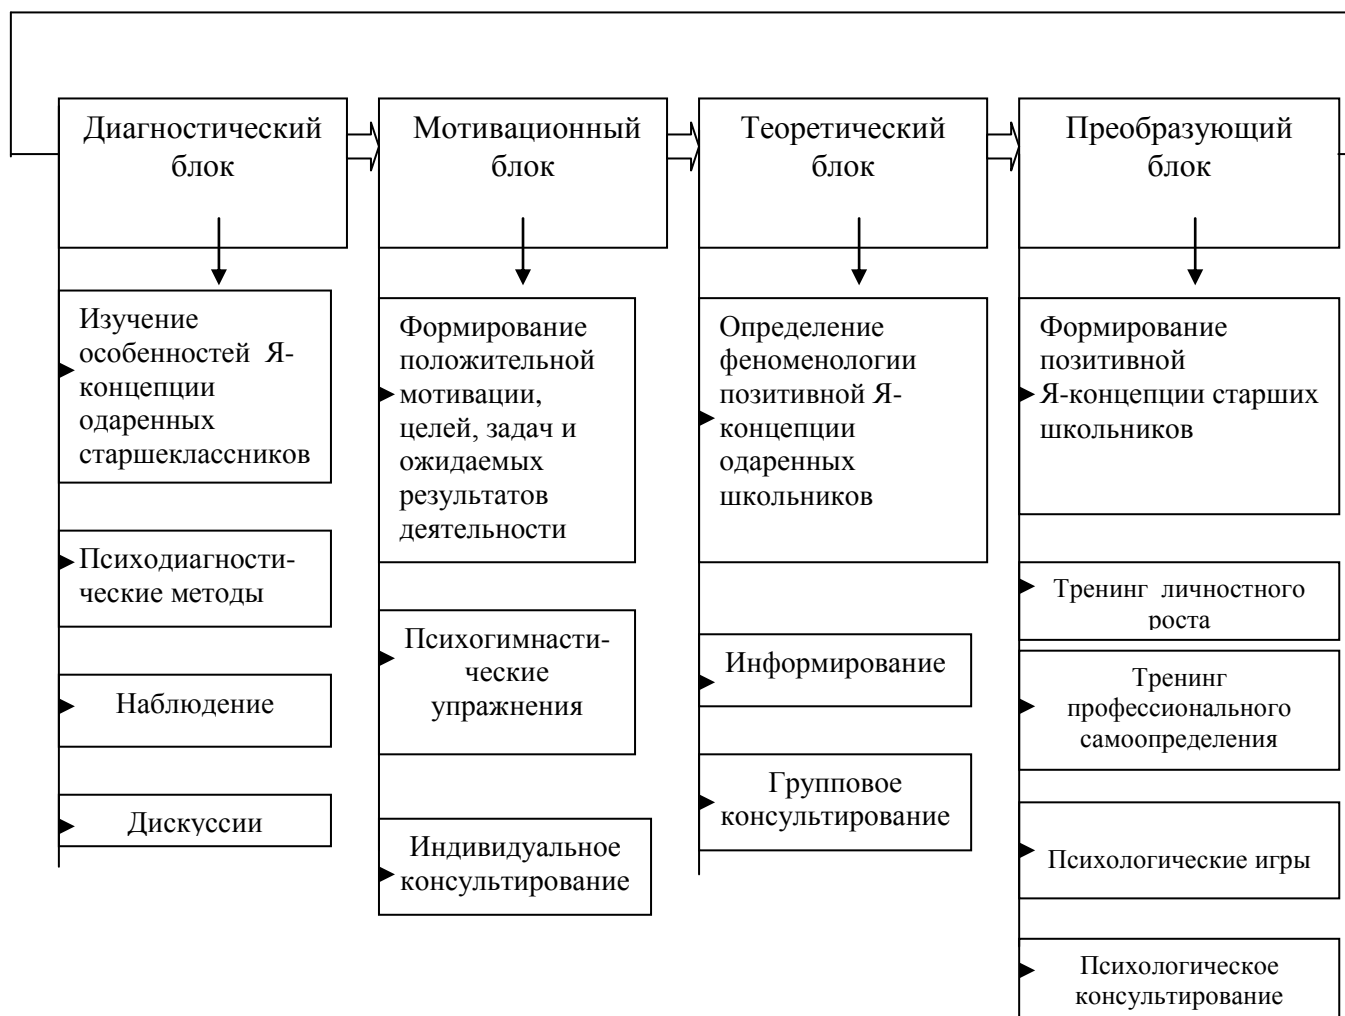 Диагностический
блок
Мотивационный
блок
Теоретический
блок
Преобразующий
блок
Изучение
особенностей Я-
концепции
одаренных
старшеклассников
Психодиагности-
ческие методы
Наблюдение
Дискуссии
Формирование
положительной
мотивации,
целей, задач и
ожидаемых
результатов
деятельности
Психогимнасти-
ческие
упражнения
Индивидуальное
консультирование
Определение
феноменологии
позитивной Я-
концепции
одаренных
школьников
Информирование
Групповое
консультирование
Формирование
позитивной
Я-концепции старших
школьников
Тренинг личностного
роста
Тренинг
профессионального
самоопределения
Психологические игры
Психологическое
консультирование